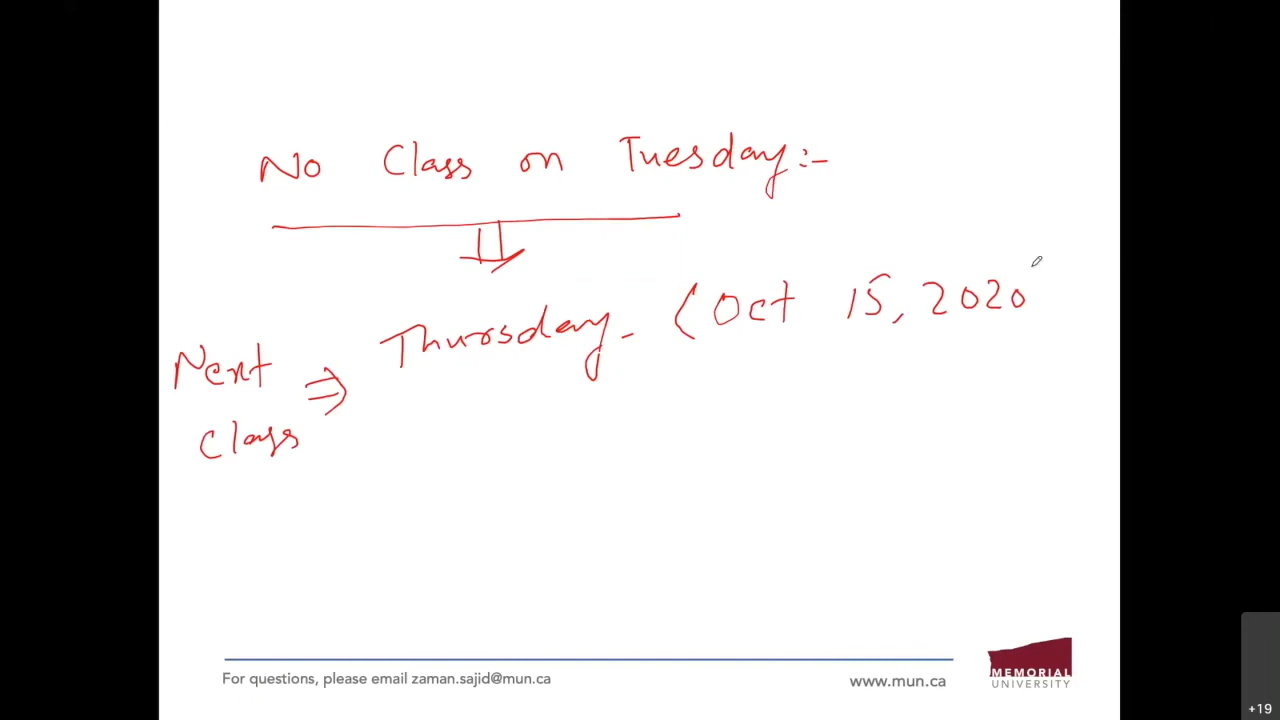 No Class on Tuesday:-
Thursday- (Oct 15, 2020
Next
Class
⇒
For questions, please email zaman.sajid@mun.ca
www.mun.ca
MEMORIAL
UNIVERSITY
+19